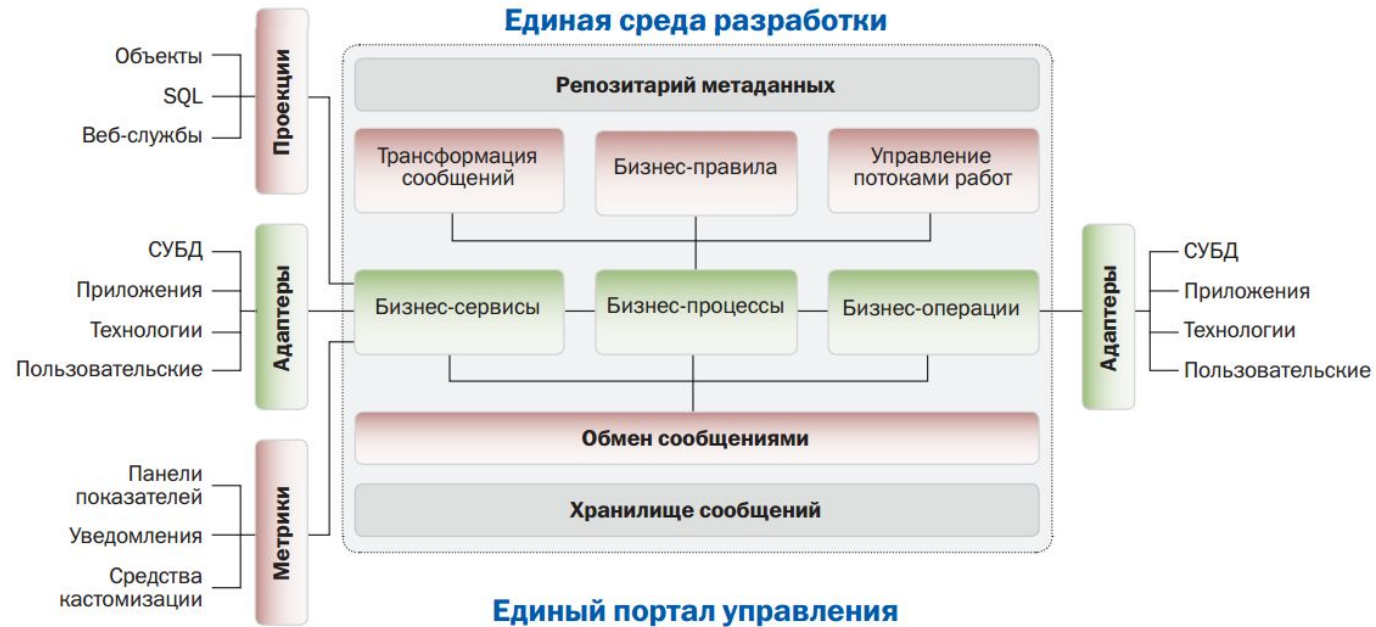 Единая среда разработки
Объекты
SQL
Веб-службы
Проекции
Репозитарий метаданных
Трансформация
сообщений
Бизнес-правила
Управление
потоками работ
СУБД
Приложения
Технологии
Пользовательские
Адаптеры
Бизнес-сервисы
Бизнес-процессы
Бизнес-операции
Адаптеры
СУБД
Приложения
Технологии
Пользовательские
Обмен сообщениями
Хранилище сообщений
Панели
показателей
Уведомления
Средства
кастомизации
Метрики
Единый портал управления